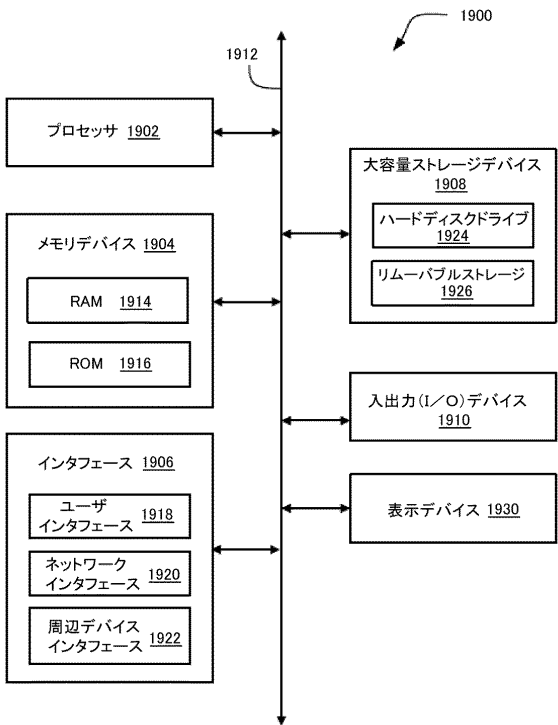 1900
1912
プロセッサ 1902
メモリデバイス 1904
RAM 1914
ROM 1916
インタフェース 1906
ユーザ
インタフェース 1918
ネットワーク
インタフェース 1920
周辺デバイス
インタフェース 1922
大容量ストレージデバイス
1908
ハードディスクドライブ
1924
リムーバブルストレージ
1926
入出力(I/O)デバイス
1910
表示デバイス 1930